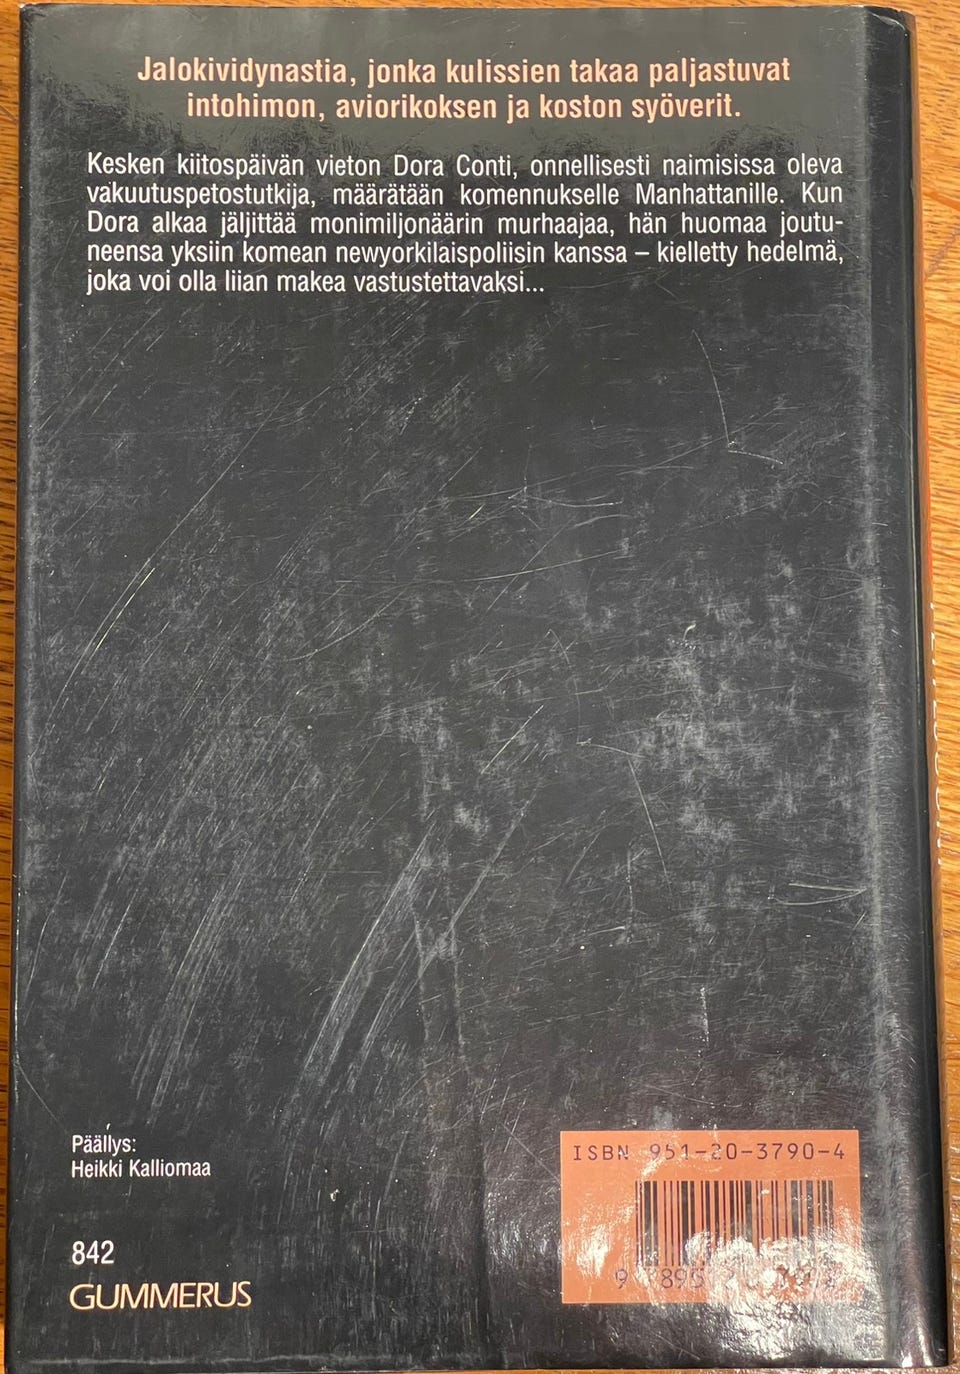 Jalokividynastia, jonka kulissien takaa paljastuvat
intohimon, aviorikoksen ja koston syöverit.
Kesken kiitospäivän vieton Dora Conti, onnellisesti naimisissa oleva
vakuutuspetostutkija, määrätään komennukselle Manhattanille. Kun
Dora alkaa jäljittää monimiljonäärin murhaajaa, hän huomaa joutu-
neensa yksiin komean newyorkilaispoliisin kanssa – kielletty hedelmä,
joka voi olla liian makea vastustettavaksi...
Päällys:
Heikki Kalliomaa
842
GUMMERUS
ISBN 951-20-3790-4